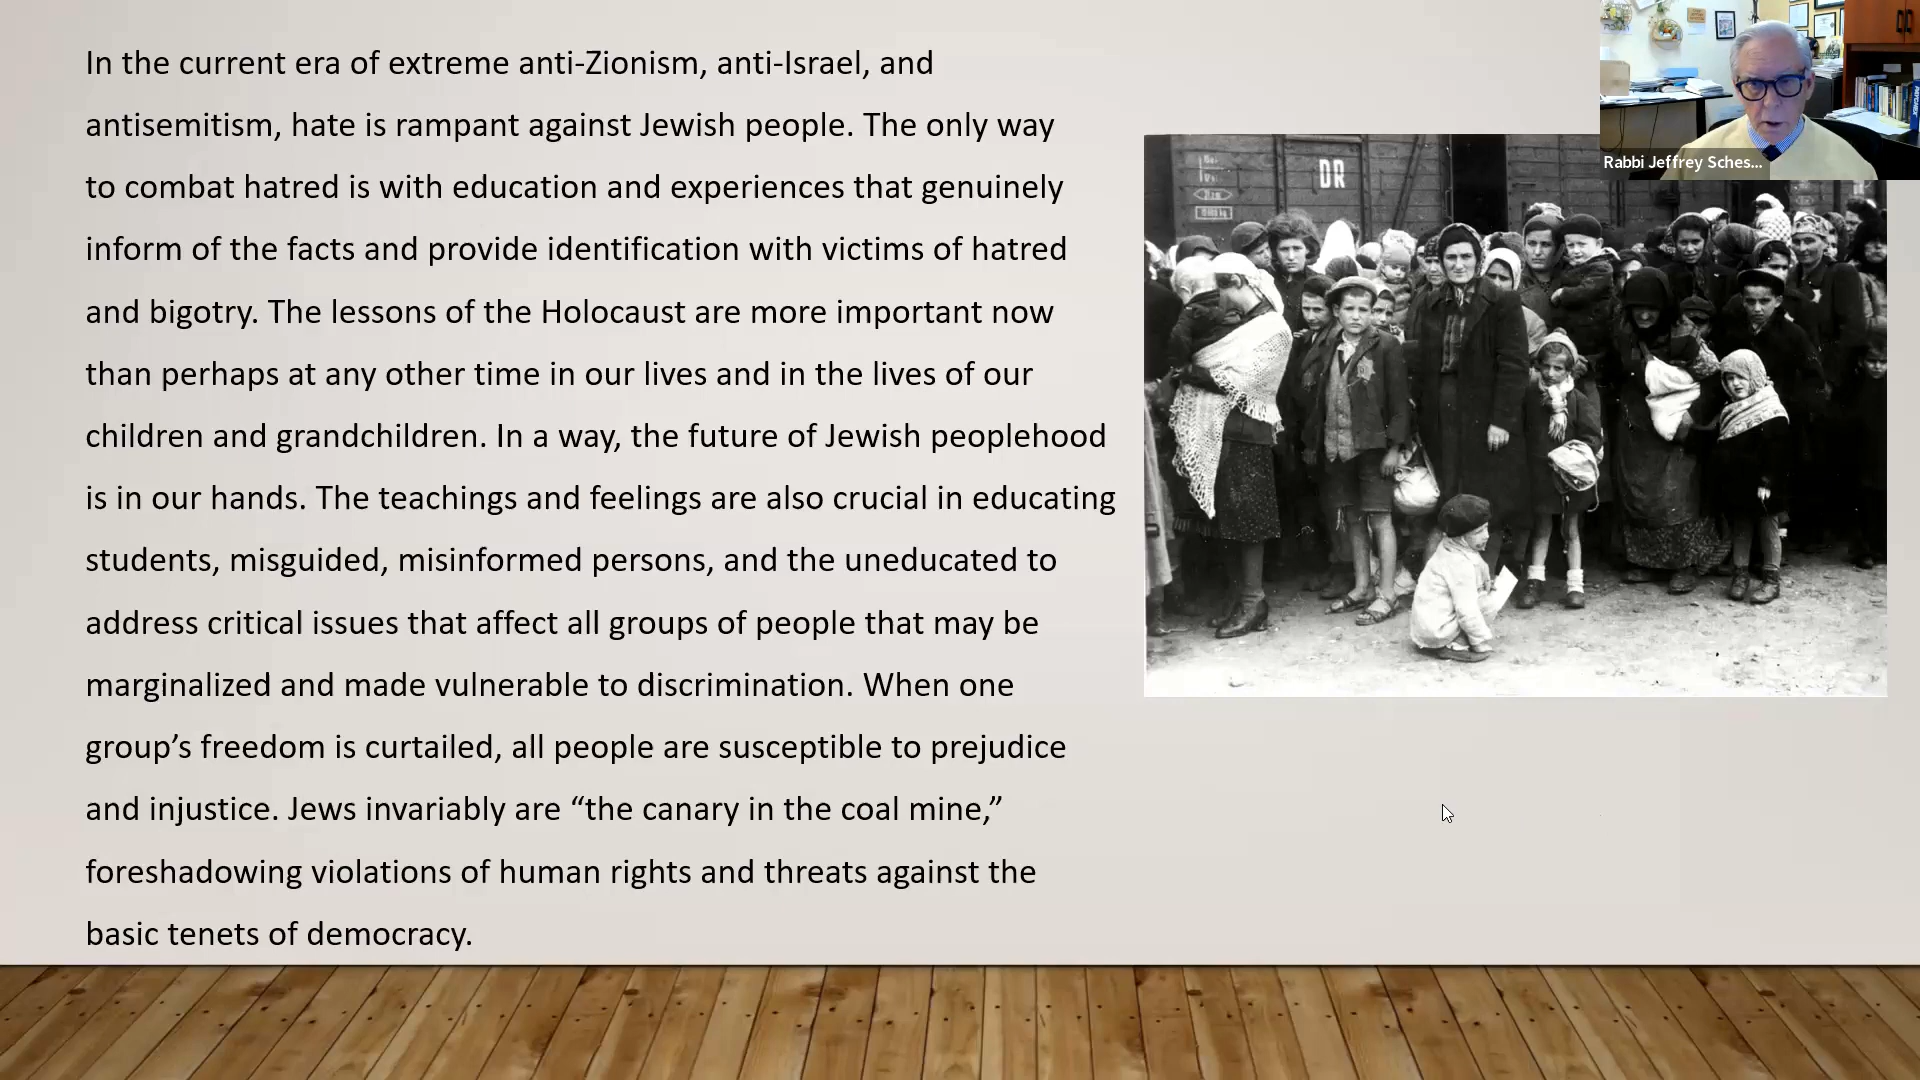 In the current era of extreme anti-Zionism, anti-Israel, and
antisemitism, hate is rampant against Jewish people. The only way
to combat hatred is with education and experiences that genuinely
inform of the facts and provide identification with victims of hatred
and bigotry. The lessons of the Holocaust are more important now
than perhaps at any other time in our lives and in the lives of our
children and grandchildren. In a way, the future of Jewish peoplehood
is in our hands. The teachings and feelings are also crucial in educating
students, misguided, misinformed persons, and the uneducated to
address critical issues that affect all groups of people that may be
marginalized and made vulnerable to discrimination. When one
group’s freedom is curtailed, all people are susceptible to prejudice
and injustice. Jews invariably are “the canary in the coal mine,”
foreshadowing violations of human rights and threats against the
basic tenets of democracy.
Rabbi Jeffrey Sches...
DR